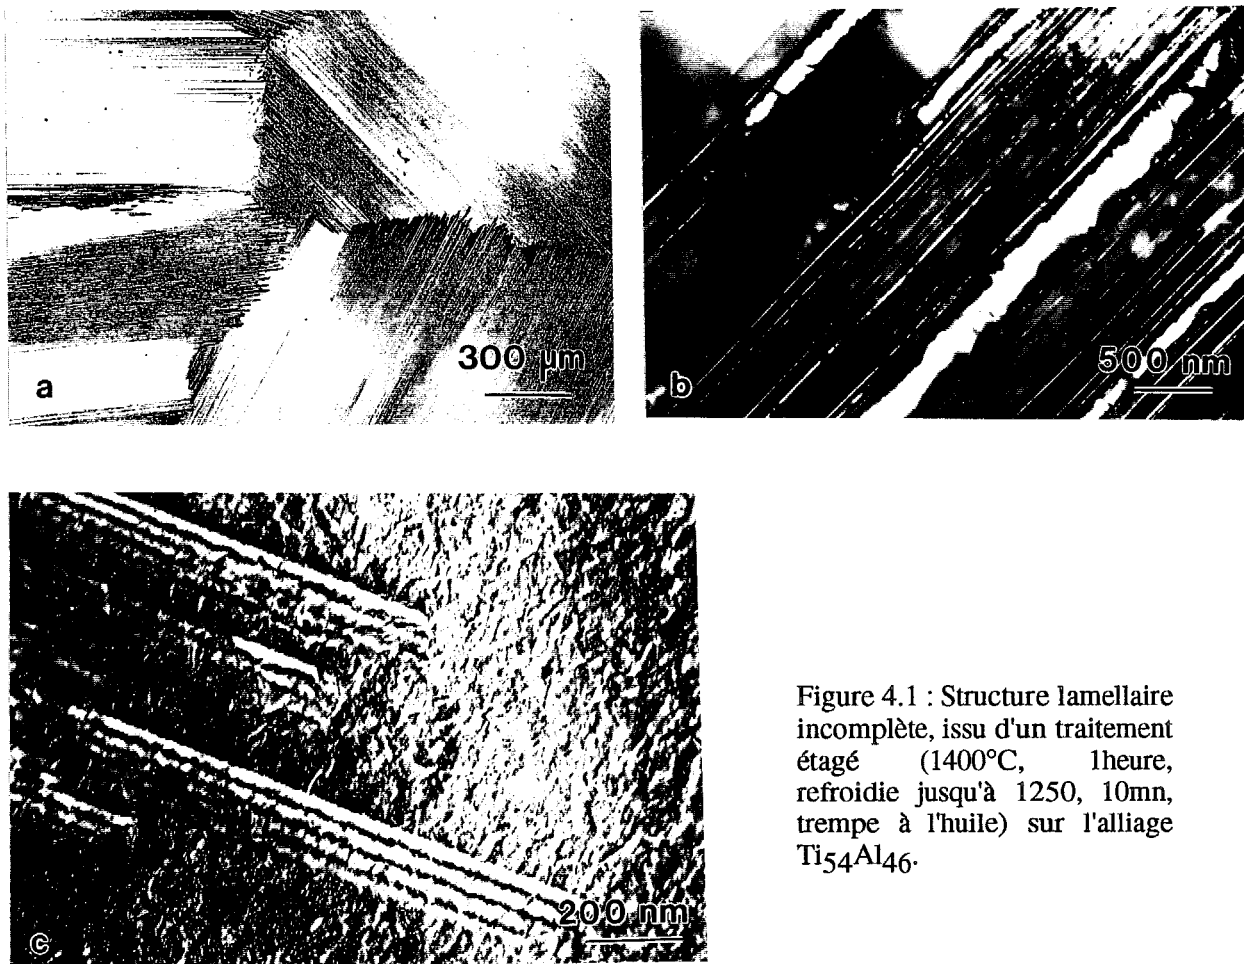 a
300 µm
b
500 nm
c
200 nm
Figure 4.1 : Structure lamellaire
incomplète, issu d'un traitement
étagé (1400°C, 1heure,
refroidie jusqu'à 1250, 10mn,
trempe à l'huile) sur l'alliage
Ti54Al46.